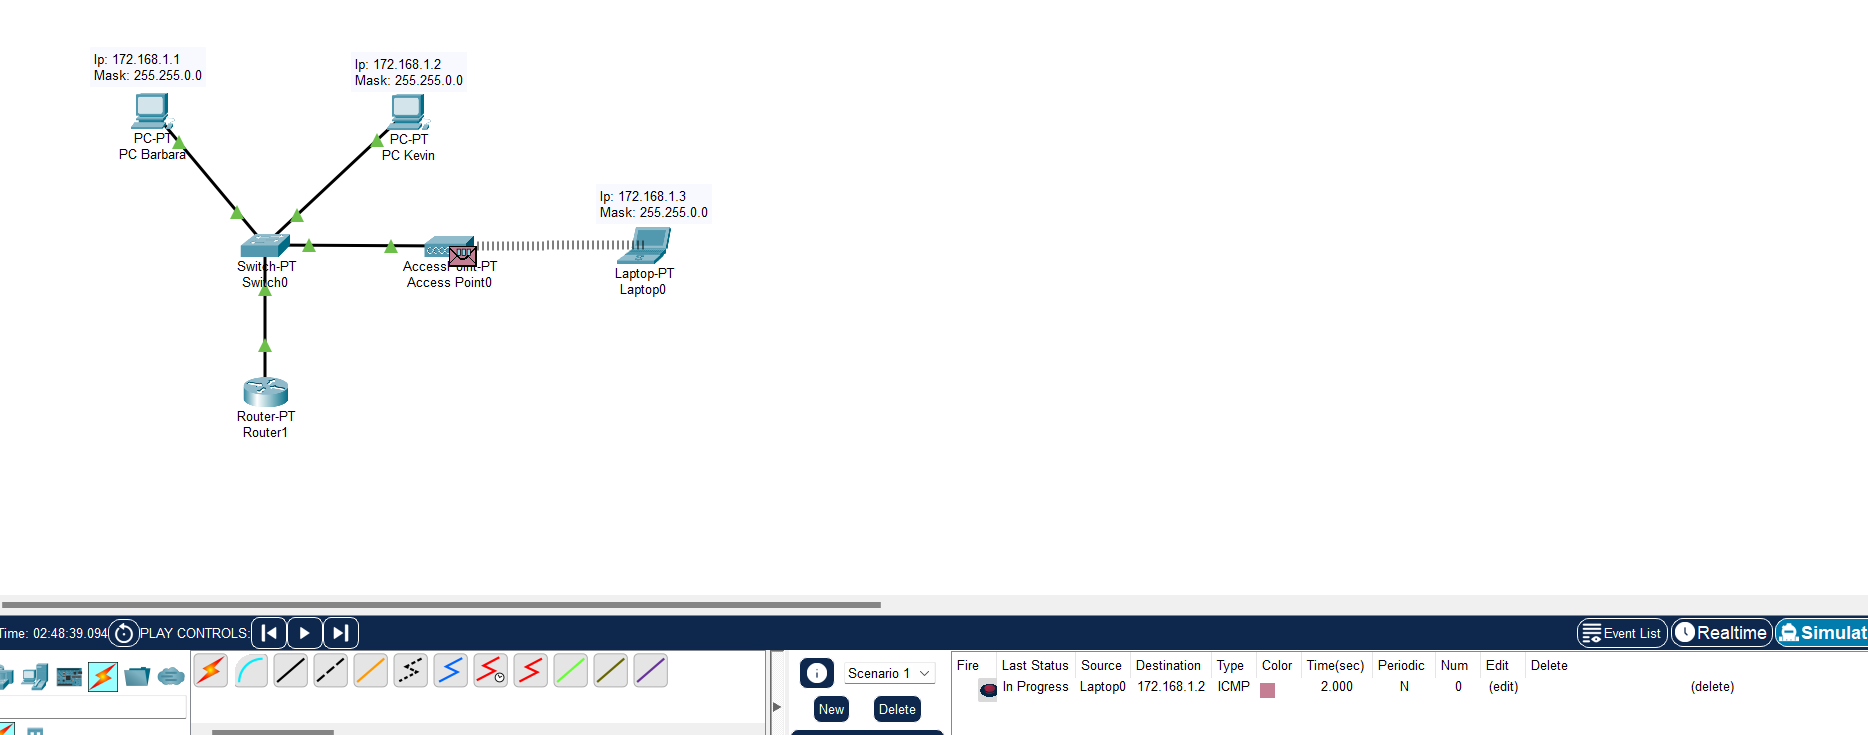 Ip: 172.168.1.1
Mask: 255.255.0.0
Ip: 172.168.1.2
Mask: 255.255.0.0
PC-PT
PC Barbara
PC-PT
PC Kevin
Ip: 172.168.1.3
Mask: 255.255.0.0
Switch-PT
Switch0
AccessPoint-PT
Access Point0
Laptop-PT
Laptop0
Router-PT
Router1
Time: 02:48:39.094
PLAY CONTROLS:
Event List
Realtime
Simulat
Scenario 1
New
Delete
Fire Last Status Source Destination Type Color Time(sec) Periodic Num Edit Delete
In Progress Laptop0 172.168.1.2 ICMP 2.000 N 0 (edit) (delete)